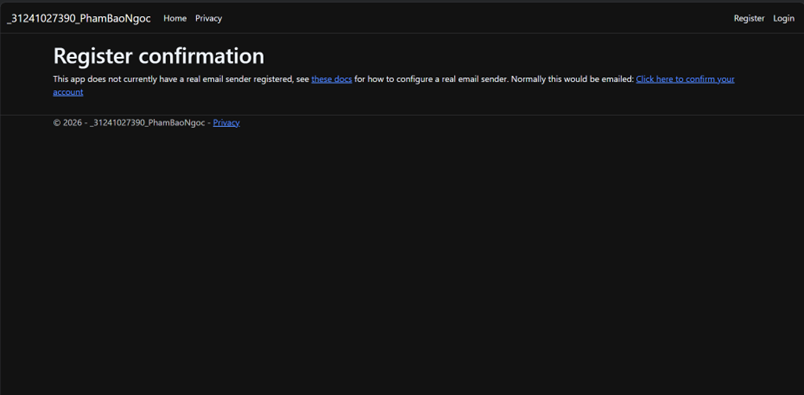 _31241027390_PhamBaoNgoc Home Privacy Register Login
Register confirmation
This app does not currently have a real email sender registered, see these docs for how to configure a real email sender. Normally this would be emailed: Click here to confirm your
account
© 2026 - _31241027390_PhamBaoNgoc - Privacy